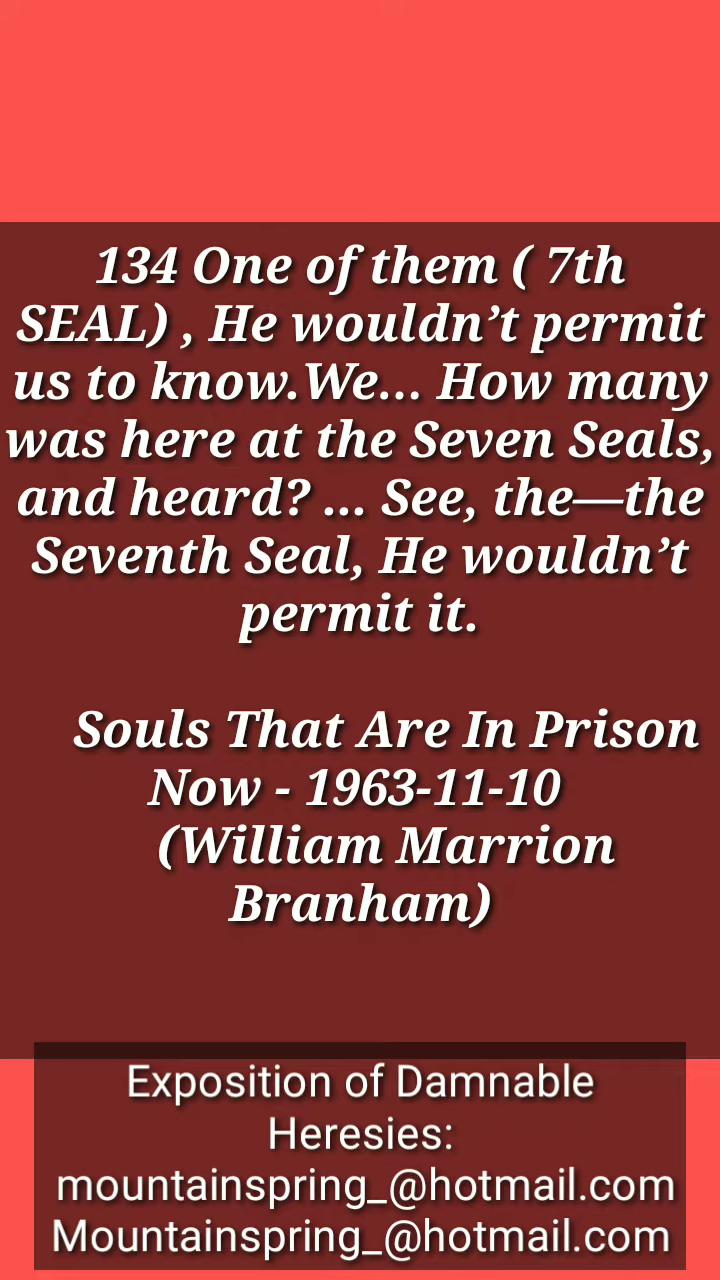 134 One of them ( 7th
SEAL) , He wouldn’t permit
us to know.We... How many
was here at the Seven Seals,
and heard? ... See, the—the
Seventh Seal, He wouldn’t
permit it.
Souls That Are In Prison
Now - 1963-11-10
(William Marrion
Branham)
Exposition of Damnable
Heresies:
mountainspring_@hotmail.com
Mountainspring_@hotmail.com